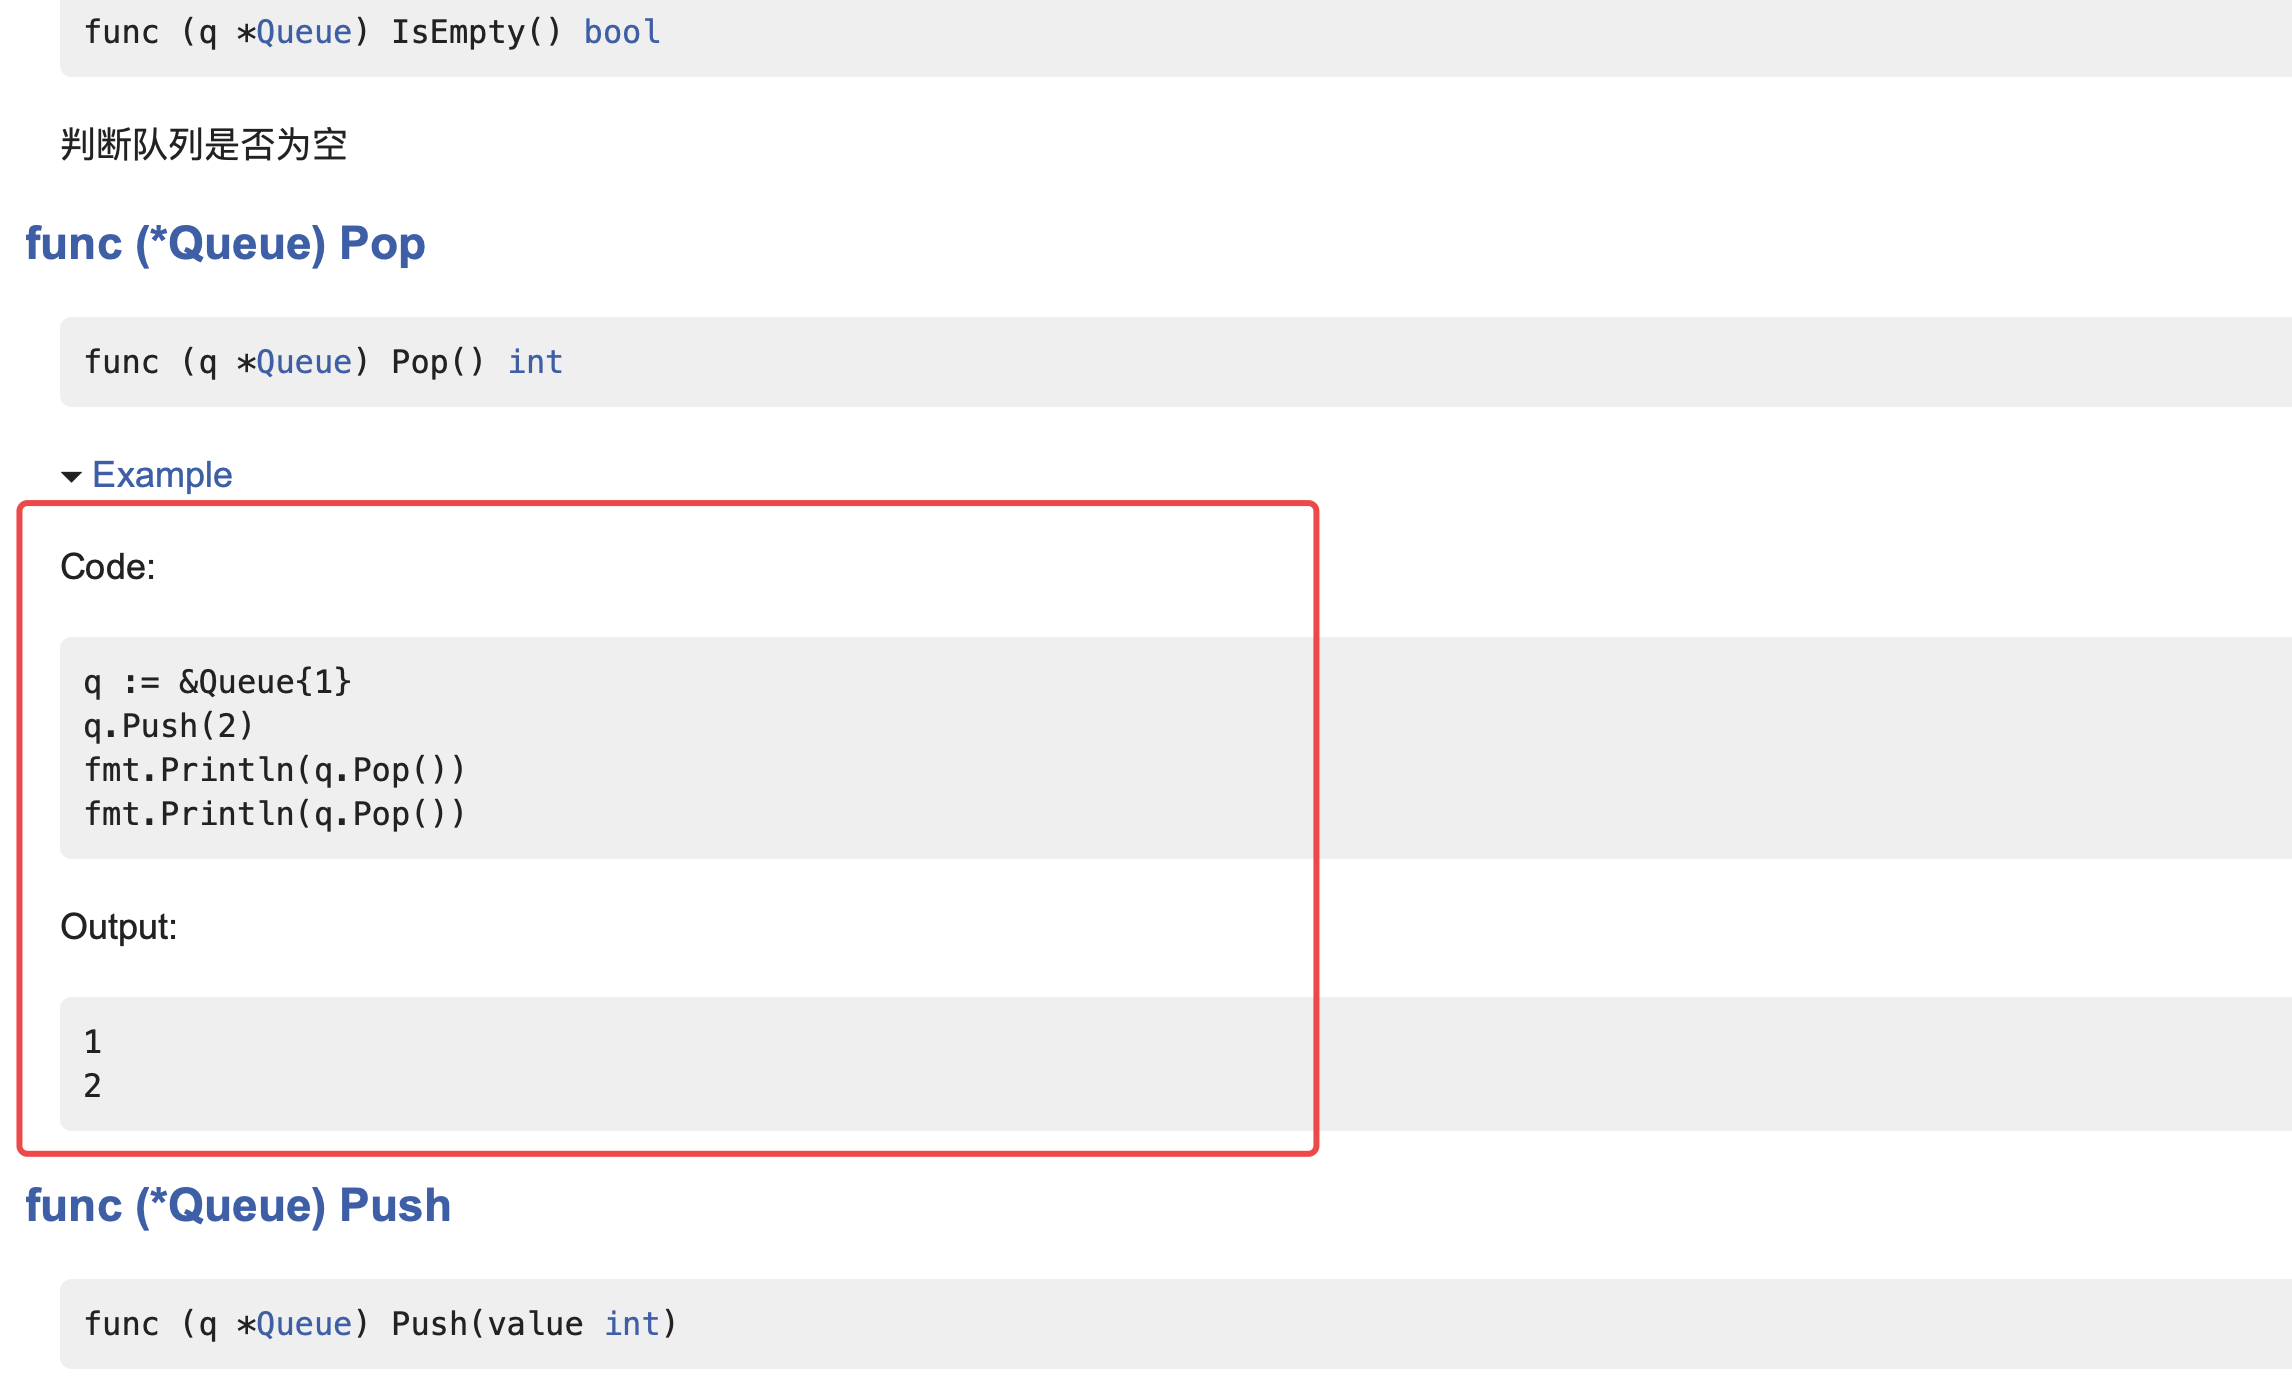 func (q *Queue) IsEmpty() bool
判断队列是否为空
func (*Queue) Pop
func (q *Queue) Pop() int
Example
Code:
q := &Queue{1}
q.Push(2)
fmt.Println(q.Pop())
fmt.Println(q.Pop())
Output:
1
2
func (*Queue) Push
func (q *Queue) Push(value int)